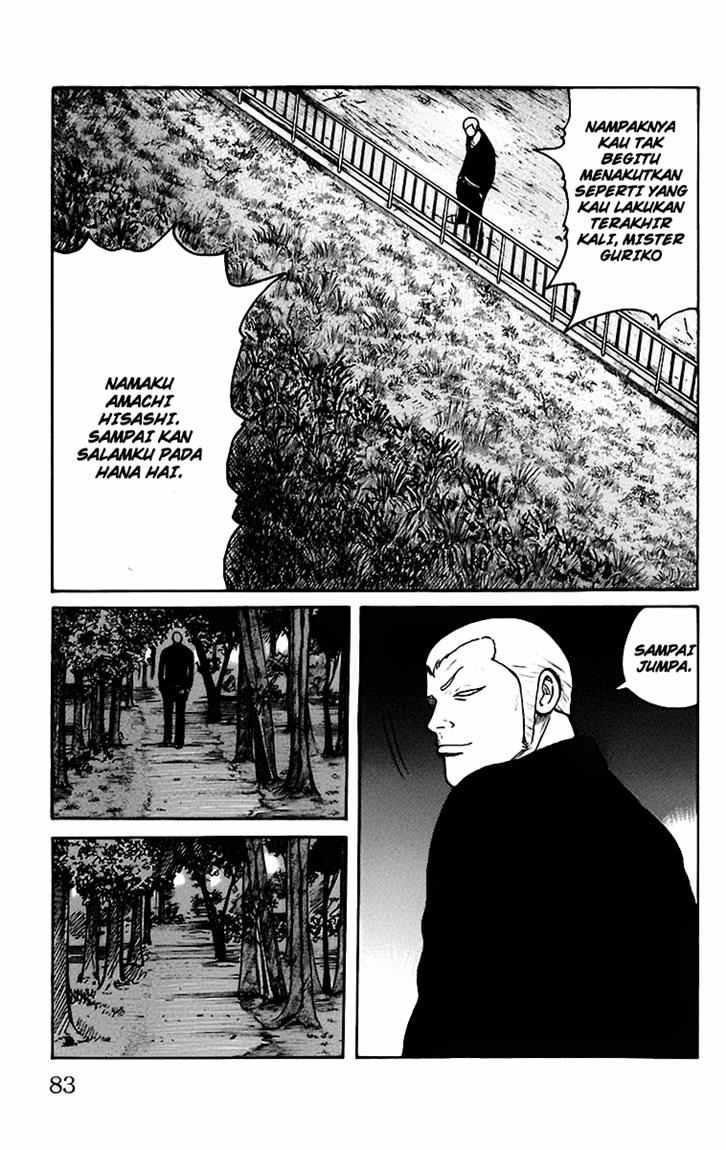 NAMPAKNYA
KAU TAK
BEGITU
MENAKUTKAN
SEPERTI YANG
KAU LAKUKAN
TERAKHIR
KALI, MISTER
GURIKO
NAMAKU
AMACHI
HISASHI.
SAMPAI KAN
SALAMKU PADA
HANA HAI.
SAMPAI
JUMPA.
83